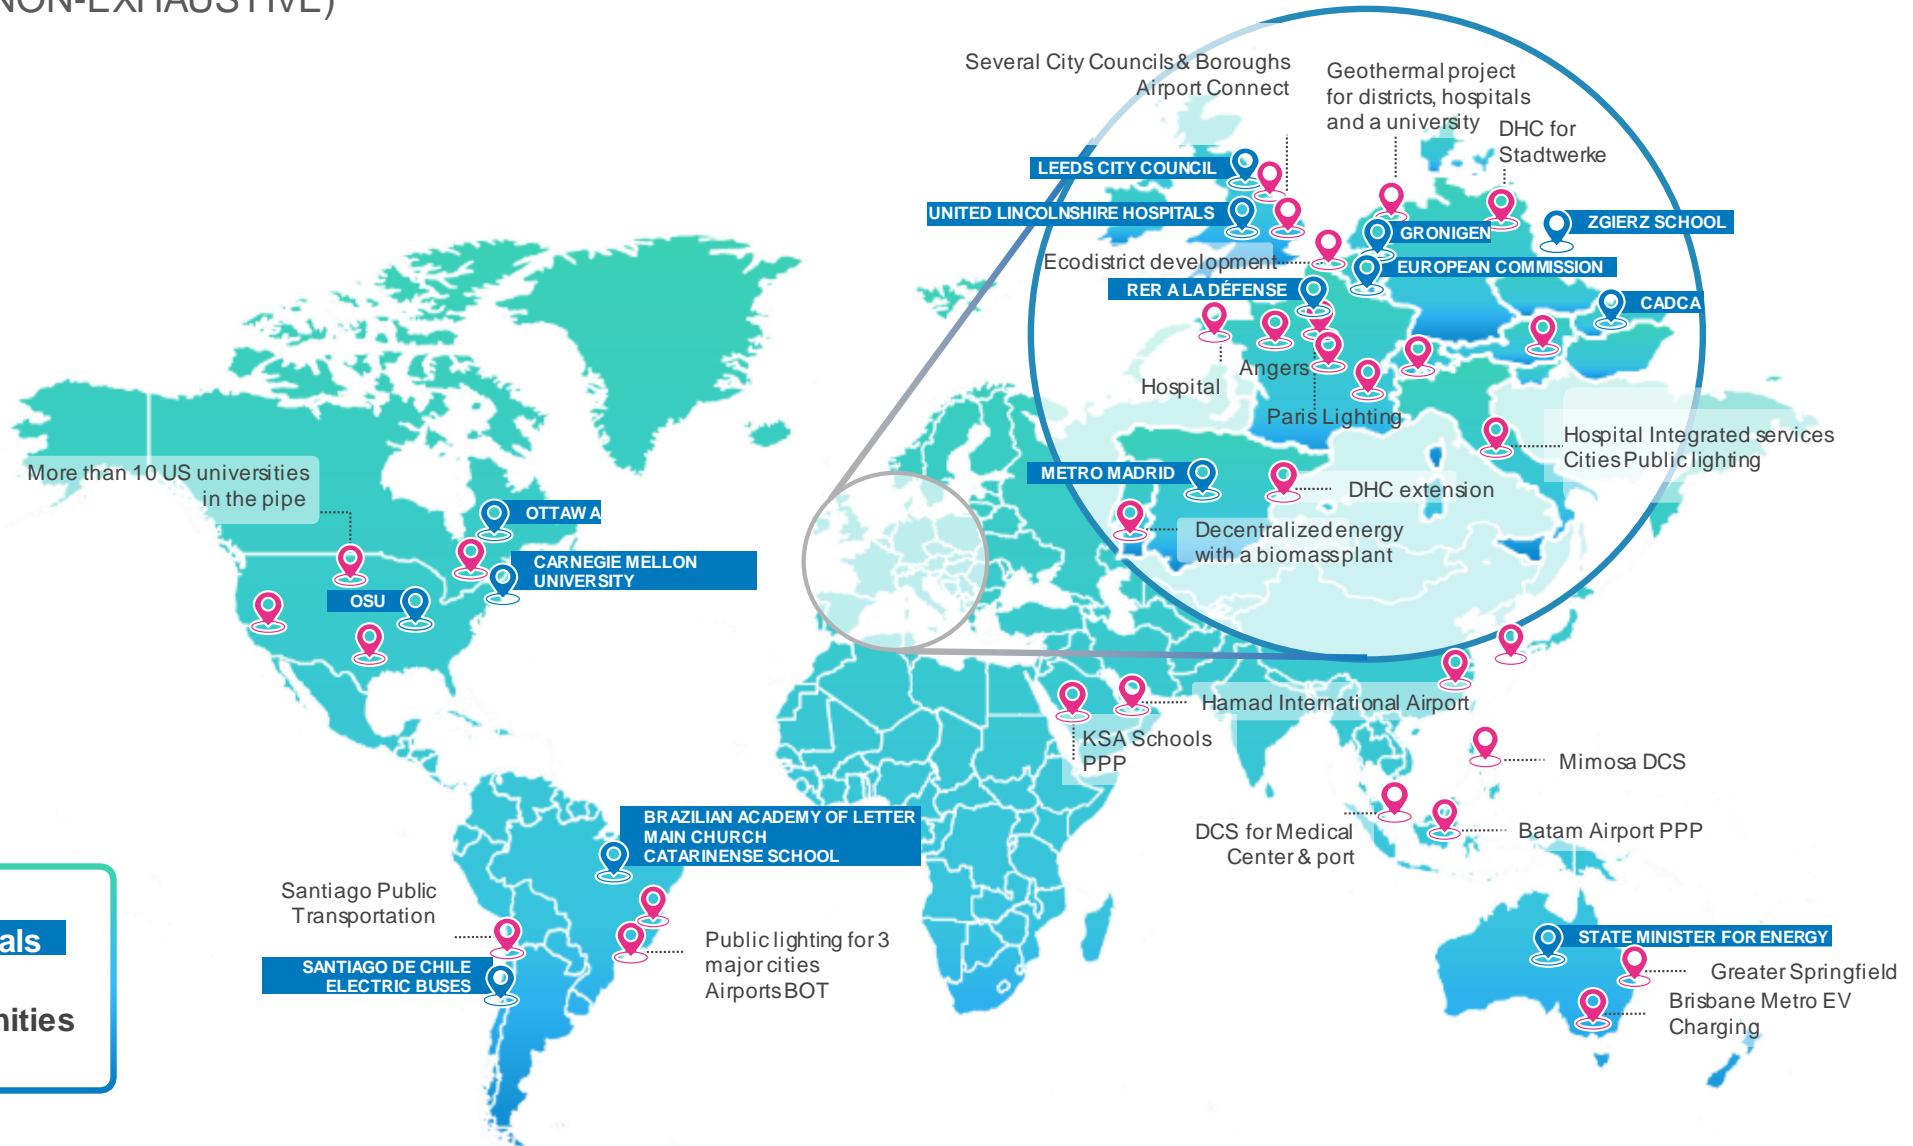 NON-EXHAUSTIVE)
Several City Councils & Boroughs
Airport Connect
Geothermal project
for districts, hospitals
and a university
DHC for
Stadtwerke
LEEDS CITY COUNCIL
UNITED LINCOLNSHIRE HOSPITALS
GRONIGEN
ZGIERZ SCHOOL
Ecodistrict development
EUROPEAN COMMISSION
RER A LA DÉFENSE
CADCA
Hospital
Angers
Paris Lighting
Hospital Integrated services
Cities Public lighting
METRO MADRID
DHC extension
Decentralized energy
with a biomass plant
More than 10 US universities
in the pipe
OTTAWA
CARNEGIE MELLON
UNIVERSITY
OSU
Hamad International Airport
KSA Schools
PPP
Mimosa DCS
DCS for Medical
Center & port
Batam Airport PPP
BRAZILIAN ACADEMY OF LETTER
MAIN CHURCH
CATARINENSE SCHOOL
Santiago Public
Transportation
SANTIAGO DE CHILE
ELECTRIC BUSES
Public lighting for 3
major cities
Airports BOT
STATE MINISTER FOR ENERGY
Greater Springfield
Brisbane Metro EV
Charging
als
nities